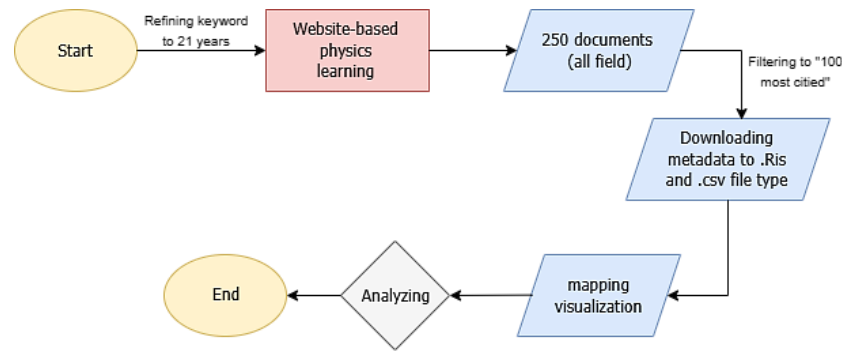 Start
Refining keyword
to 21 years
Website-based
physics
learning
250 documents
(all field)
Filtering to "100
most citied"
Downloading
metadata to .Ris
and .csv file type
mapping
visualization
Analyzing
End